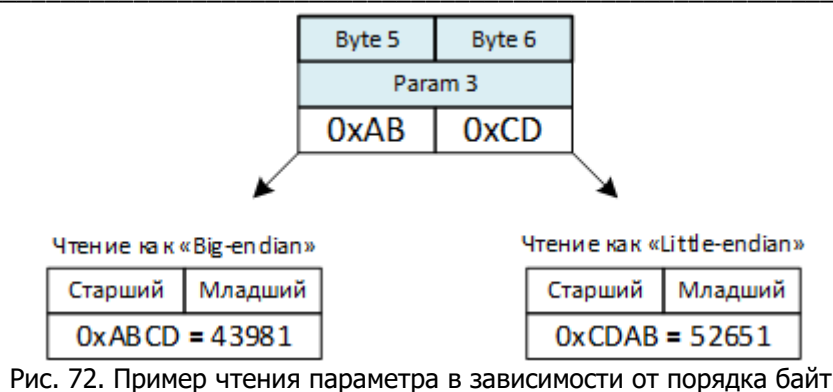 Byte 5 Byte 6
Param 3
0xAB 0xCD
Чтение как «Big-endian» Чтение как «Little-endian»
Старший Младший Старший Младший
0xABCD = 43981 0xCDAB = 52651
Рис. 72. Пример чтения параметра в зависимости от порядка байт